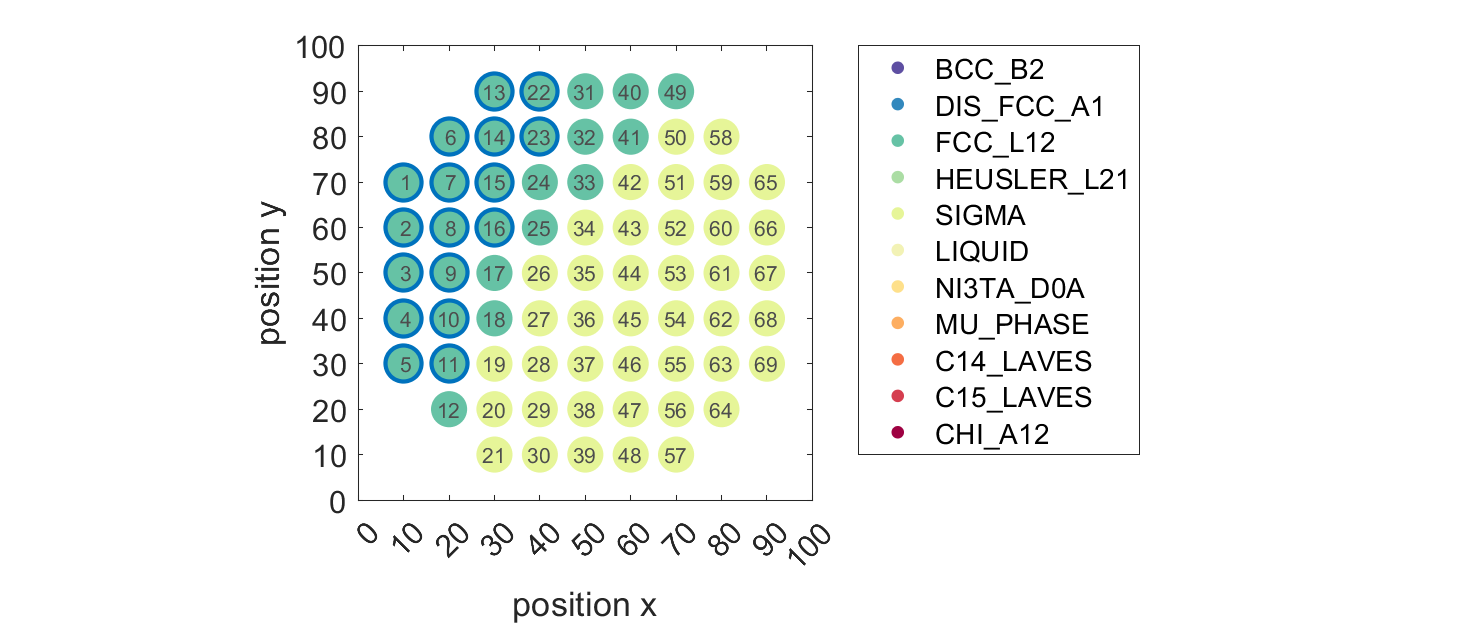 100
90
80
70
60
50
40
30
20
10
0
position y
13 22 31 40 49
6 14 23 32 41 50 58
1 7 15 24 33 42 51 59 65
2 8 16 25 34 43 52 60 66
3 9 17 26 35 44 53 61 67
4 10 18 27 36 45 54 62 68
5 11 19 28 37 46 55 63 69
12 20 29 38 47 56 64
21 30 39 48 57
0 10 20 30 40 50 60 70 80 90 100
position x
BCC_B2
DIS_FCC_A1
FCC_L12
HEUSLER_L21
SIGMA
LIQUID
NI3TA_D0A
MU_PHASE
C14_LAVES
C15_LAVES
CHI_A12